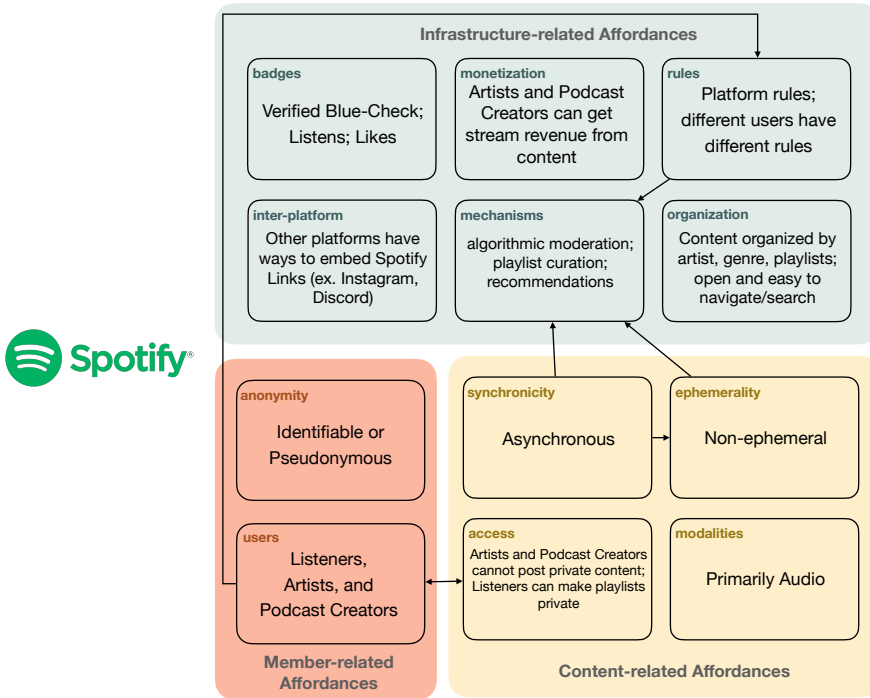 Infrastructure-related Affordances
badges
Verified Blue-Check;
Listens; Likes
monetization
Artists and Podcast
Creators can get
stream revenue from
content
rules
Platform rules;
different users have
different rules
inter-platform
Other platforms have
ways to embed Spotify
Links (ex. Instagram,
Discord)
mechanisms
algorithmic moderation;
playlist curation;
recommendations
organization
Content organized by
artist, genre, playlists;
open and easy to
navigate/search
Spotify®
anonymity
Identifiable or
Pseudonymous
users
Listeners,
Artists, and
Podcast Creators
Member-related
Affordances
synchronicity
Asynchronous
ephemerality
Non-ephemeral
access
Artists and Podcast Creators
cannot post private content;
Listeners can make playlists
private
modalities
Primarily Audio
Content-related Affordances